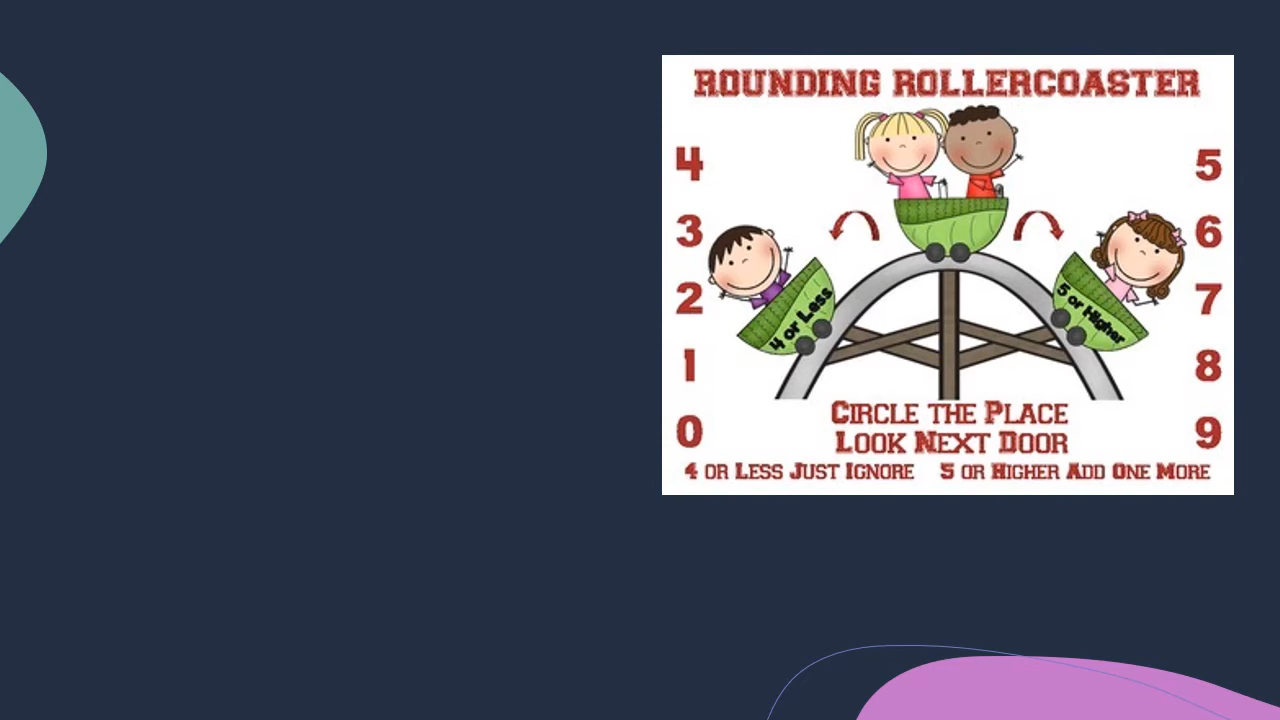 ROUNDING ROLLERCOASTER
4
3
2
1
0
5
6
7
8
9
4 or Less
5 or Higher
CIRCLE THE PLACE
LOOK NEXT DOOR
4 OR LESS JUST IGNORE 5 OR HIGHER ADD ONE MORE